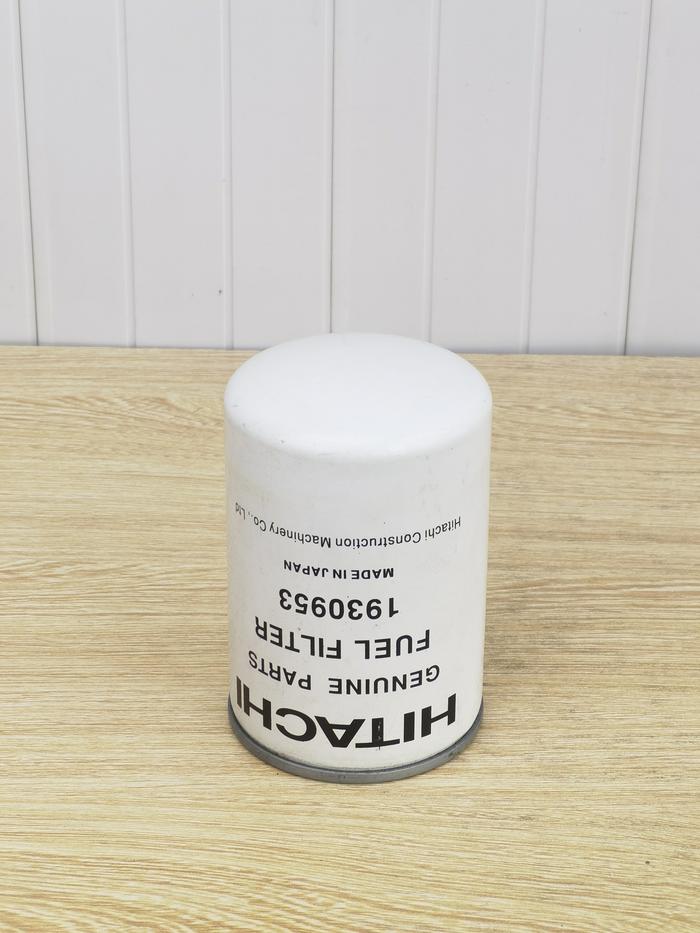 HITACHI
GENUINE PARTS
FUEL FILTER
1930953
MADE IN JAPAN
Hitachi Construction Machinery Co., Ltd